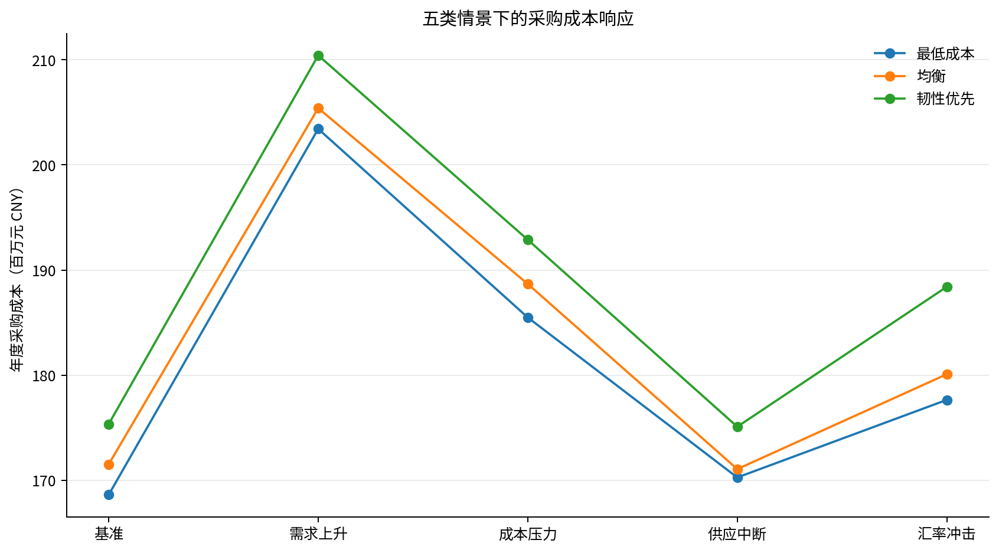 五类情景下的采购成本响应
最低成本
均衡
韧性优先
年度采购成本（百万元 CNY）
210
200
190
180
170
基准
需求上升
成本压力
供应中断
汇率冲击